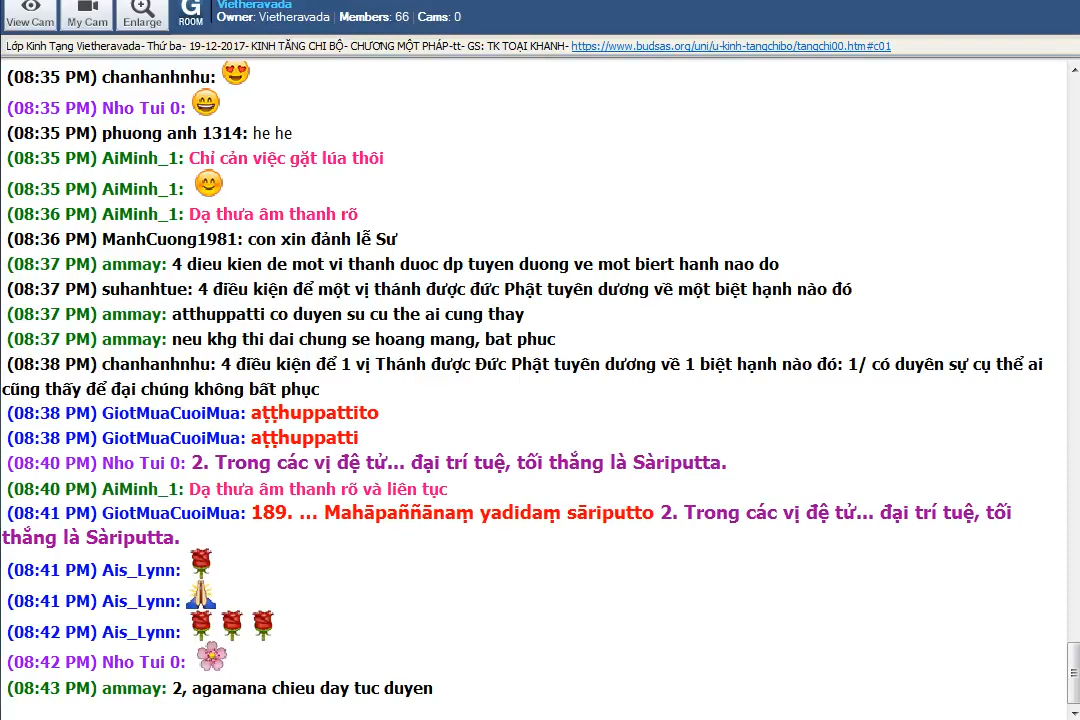 View Cam
My Cam
Enlarge
G
ROOM
Vietheravada
Owner: Vietheravada | Members: 66 | Cams: 0
Lớp Kinh Tạng Vietheravada- Thứ ba- 19-12-2017- KINH TĂNG CHI BỘ- CHƯƠNG MỘT PHÁP-tt- GS: TK TOẠI KHANH- https://www.budsas.org/uni/u-kinh-tangchibo/tangchi00.htm#c01
(08:35 PM) chanhanhnhu:
(08:35 PM) Nho Tui 0:
(08:35 PM) phuong anh 1314: he he
(08:35 PM) AiMinh_1: Chỉ cản việc gặt lúa thôi
(08:35 PM) AiMinh_1:
(08:36 PM) AiMinh_1: Dạ thưa âm thanh rõ
(08:36 PM) ManhCuong1981: con xin đảnh lễ Sư
(08:37 PM) ammay: 4 dieu kien de mot vi thanh duoc dp tuyen duong ve mot biert hanh nao do
(08:37 PM) suhanhtue: 4 điều kiện để một vị thánh được đức Phật tuyên dương về một biệt hạnh nào đó
(08:37 PM) ammay: atthuppatti co duyen su cu the ai cung thay
(08:37 PM) ammay: neu khg thi dai chung se hoang mang, bat phuc
(08:38 PM) chanhanhnhu: 4 điều kiện để 1 vị Thánh được Đức Phật tuyên dương về 1 biệt hạnh nào đó: 1/ có duyên sự cụ thể ai
cũng thấy để đại chúng không bất phục
(08:38 PM) GiotMuaCuoiMua: aṭṭhuppattito
(08:38 PM) GiotMuaCuoiMua: aṭṭhuppatti
(08:40 PM) Nho Tui 0: 2. Trong các vị đệ tử... đại trí tuệ, tối thắng là Sàriputta.
(08:40 PM) AiMinh_1: Dạ thưa âm thanh rõ và liên tục
(08:41 PM) GiotMuaCuoiMua: 189. ... Mahāpaññānaṃ yadidaṃ sāriputto 2. Trong các vị đệ tử... đại trí tuệ, tối
thắng là Sàriputta.
(08:41 PM) Ais_Lynn:
(08:41 PM) Ais_Lynn:
(08:42 PM) Ais_Lynn:
(08:42 PM) Nho Tui 0:
(08:43 PM) ammay: 2, agamana chieu day tuc duyen